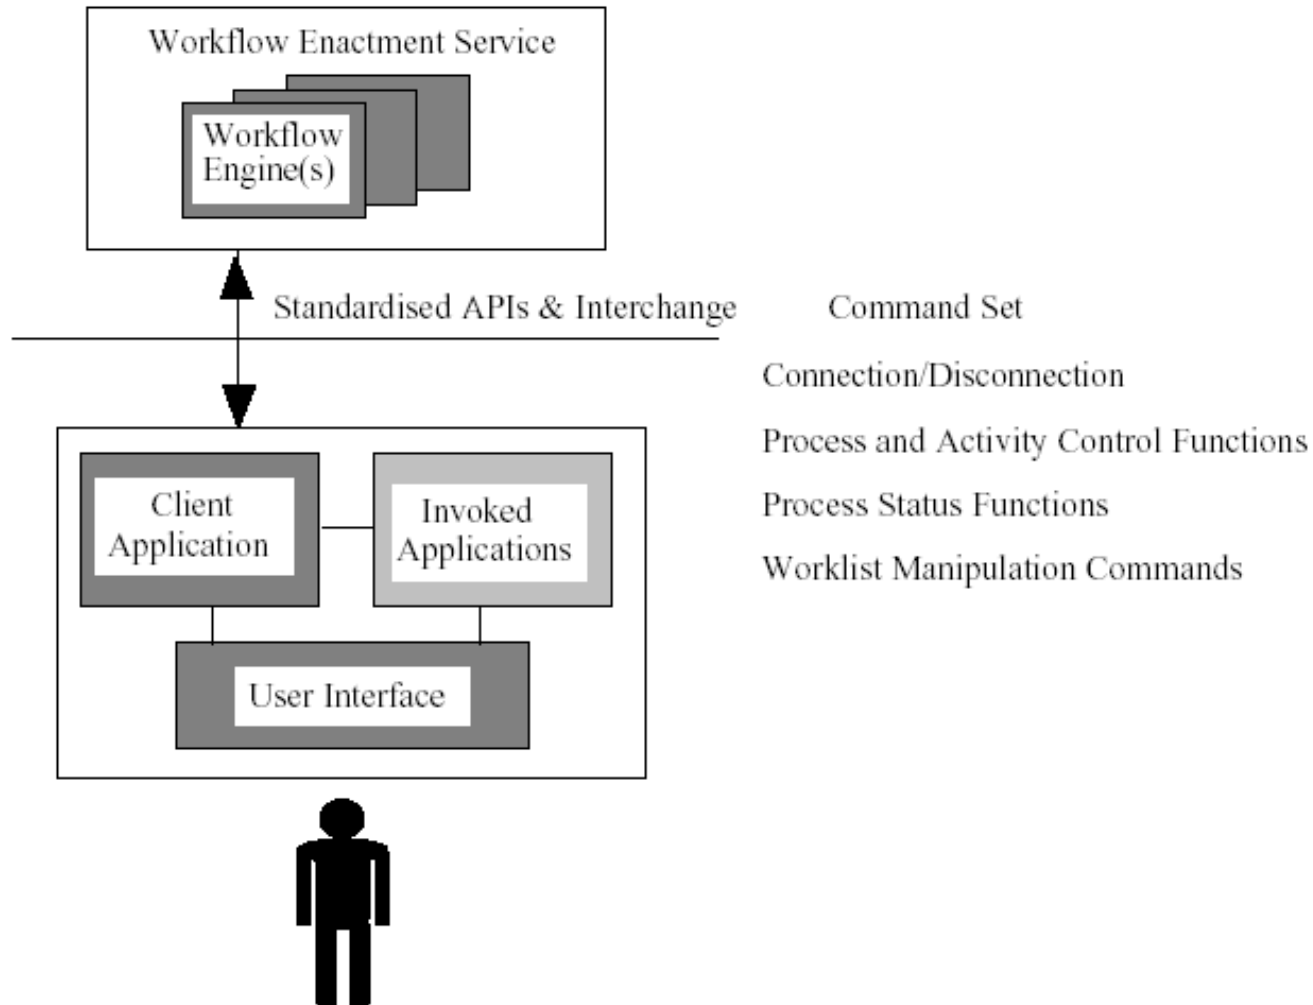 Workflow Enactment Service
Workflow
Engine(s)
Standardised APIs & Interchange
Command Set
Connection/Disconnection
Process and Activity Control Functions
Process Status Functions
Worklist Manipulation Commands
Client
Application
Invoked
Applications
User Interface